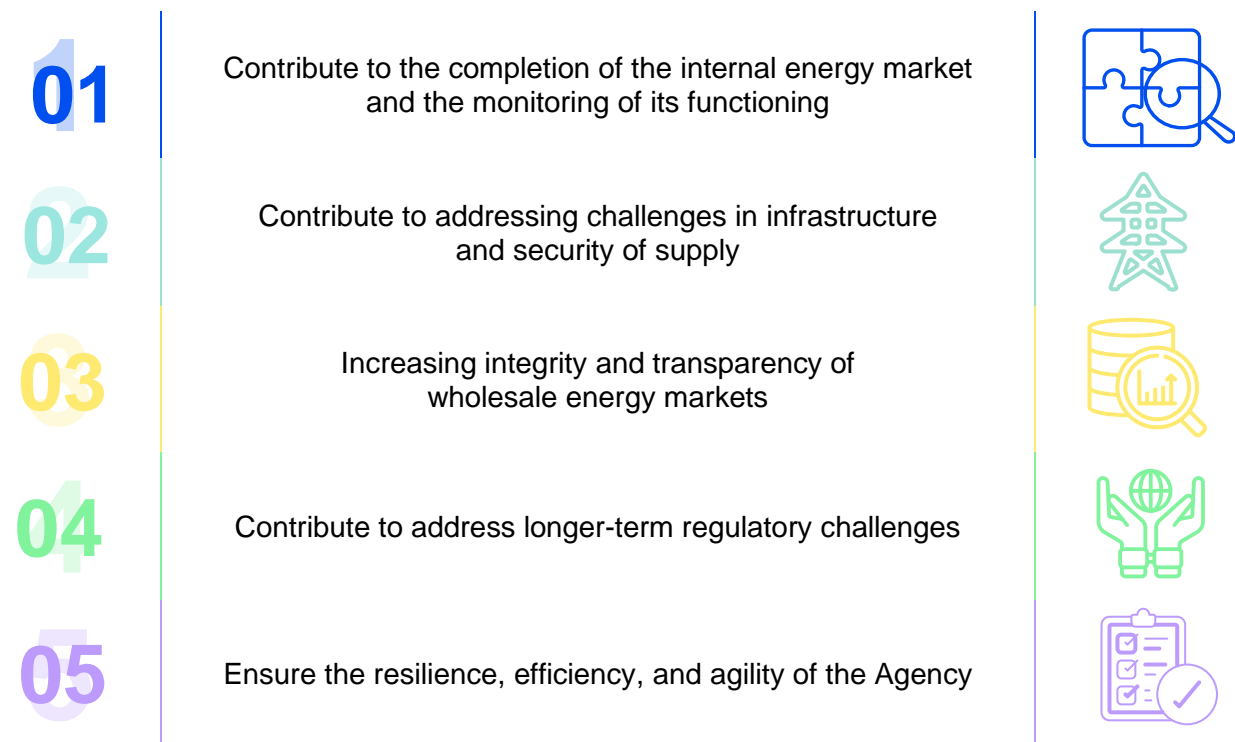 01
Contribute to the completion of the internal energy market
and the monitoring of its functioning
02
Contribute to addressing challenges in infrastructure
and security of supply
03
Increasing integrity and transparency of
wholesale energy markets
04
Contribute to address longer-term regulatory challenges
05
Ensure the resilience, efficiency, and agility of the Agency